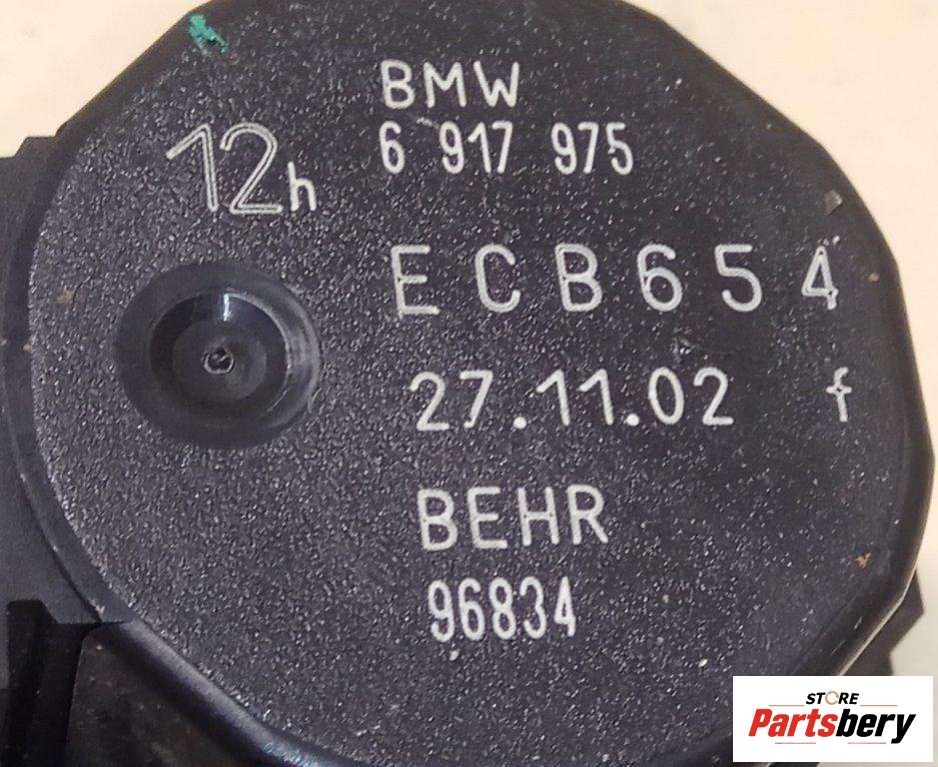 BMW
6 917 975
12h
ECB654
27.11.02 f
BEHR
96834
STORE
Partsbery